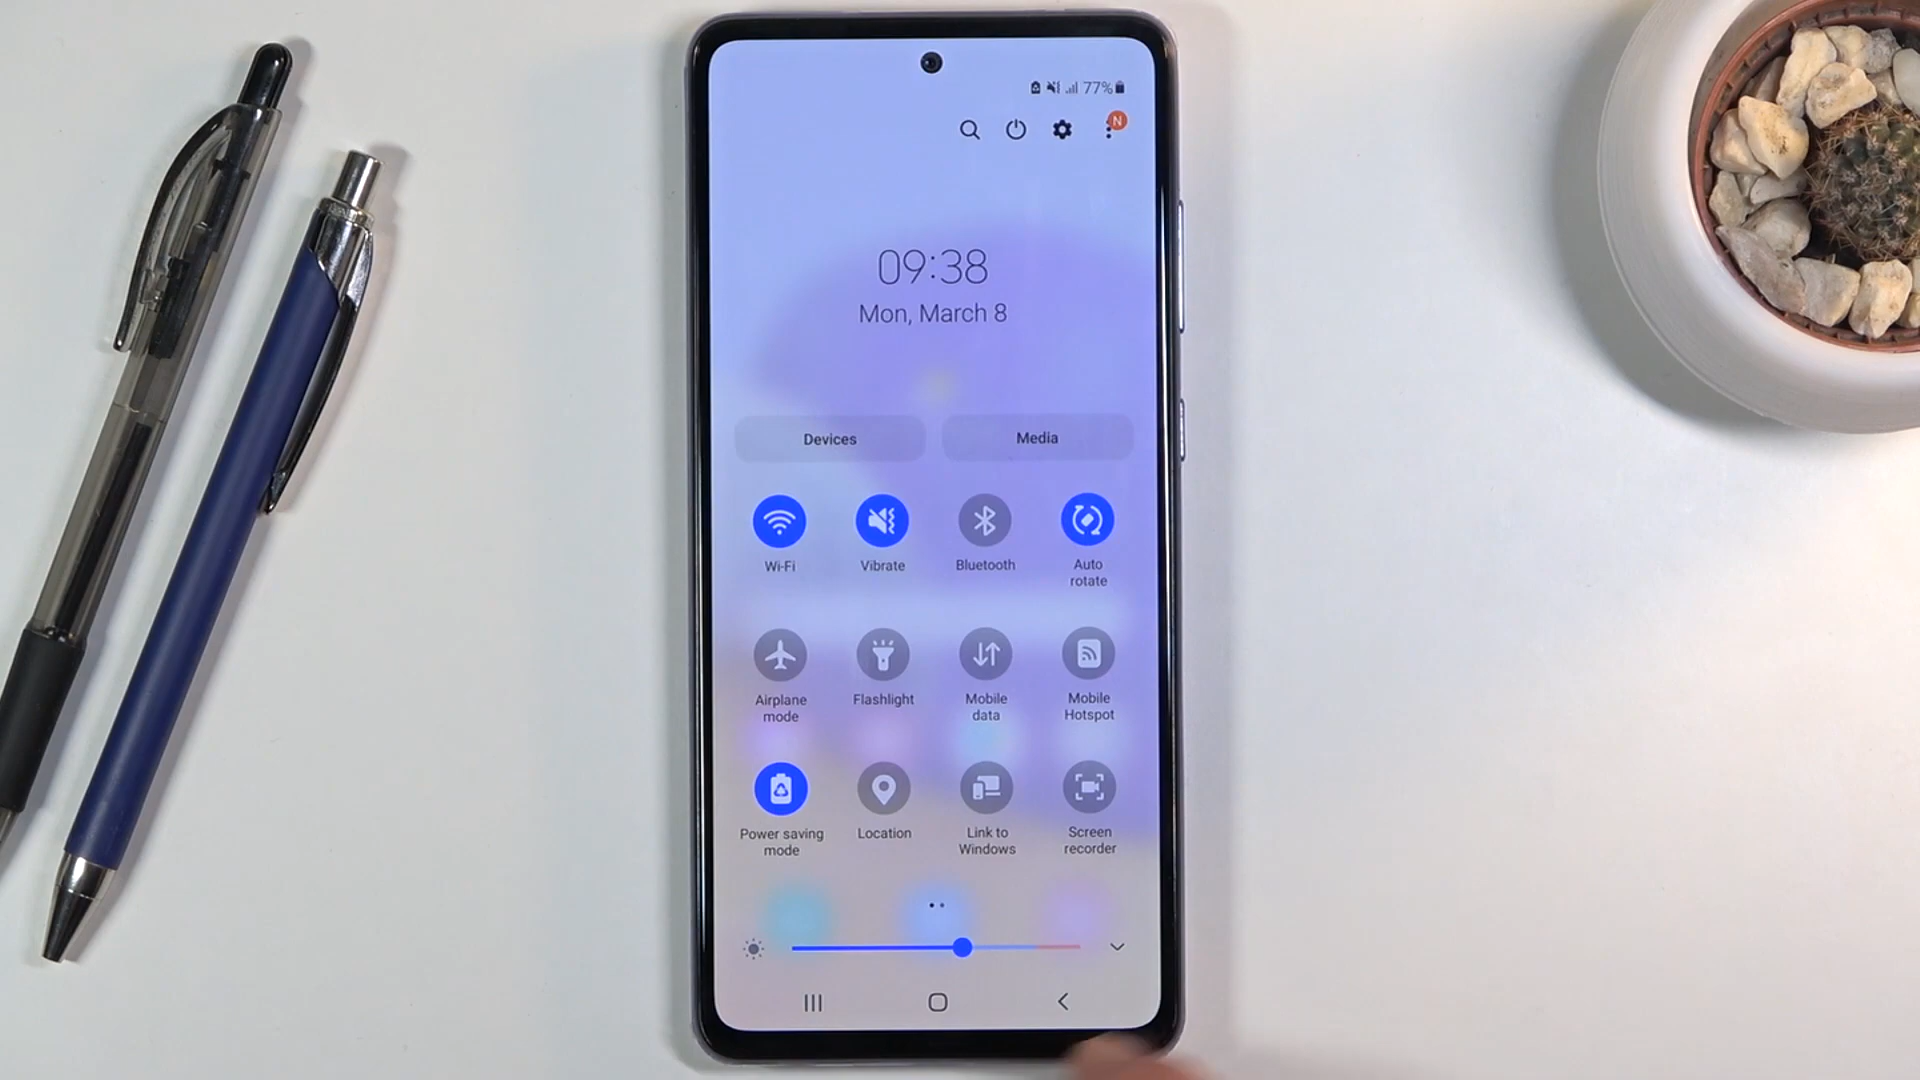 77%
N
09:38
Mon, March 8
Devices
Media
Wi-Fi
Vibrate
Bluetooth
Auto
rotate
Airplane
mode
Flashlight
Mobile
data
Mobile
Hotspot
Power saving
mode
Location
Link to
Windows
Screen
recorder